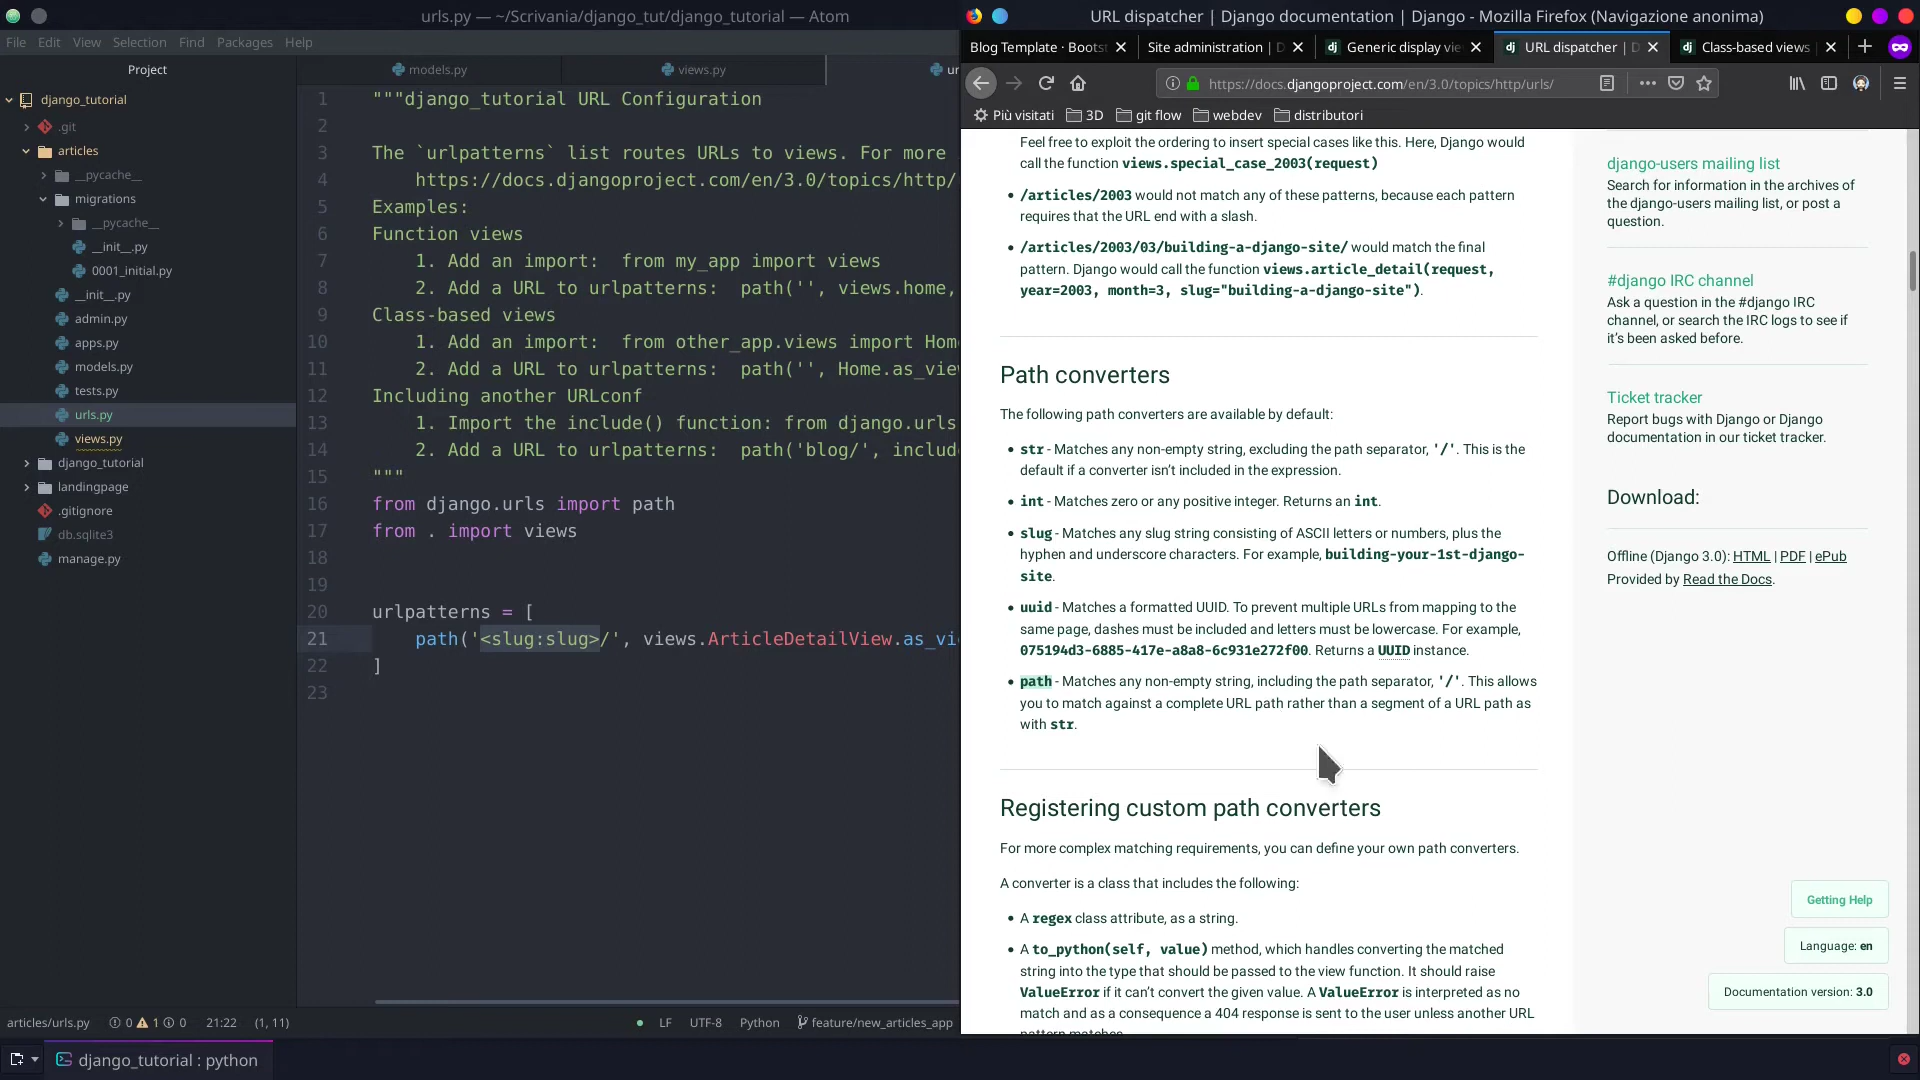 urls.py — ~/Scrivania/django_tut/django_tutorial — Atom
File Edit View Selection Find Packages Help
Project
django_tutorial
.git
articles
__pycache__
migrations
__pycache__
__init__.py
0001_initial.py
__init__.py
admin.py
apps.py
models.py
tests.py
urls.py
views.py
django_tutorial
landingpage
.gitignore
db.sqlite3
manage.py
models.py views.py ur
1 """django_tutorial URL Configuration
2
3 The `urlpatterns` list routes URLs to views. For more
4 https://docs.djangoproject.com/en/3.0/topics/http/
5 Examples:
6 Function views
7 1. Add an import:  from my_app import views
8 2. Add a URL to urlpatterns:  path('', views.home,
9 Class-based views
10 1. Add an import:  from other_app.views import Hom
11 2. Add a URL to urlpatterns:  path('', Home.as_vie
12 Including another URLconf
13 1. Import the include() function: from django.urls
14 2. Add a URL to urlpatterns:  path('blog/', includ
15 """
16 from django.urls import path
17 from . import views
18
19
20 urlpatterns = [
21 path('<slug:slug>/', views.ArticleDetailView.as_vi
22 ]
23
articles/urls.py 0 1 0 21:22 (1, 11) LF UTF-8 Python feature/new_articles_app
django_tutorial : python
URL dispatcher | Django documentation | Django - Mozilla Firefox (Navigazione anonima)
Blog Template · Boots Site administration | D dj Generic display vie dj URL dispatcher | D dj Class-based views
https://docs.djangoproject.com/en/3.0/topics/http/urls/
Più visitati 3D git flow webdev distributori
Feel free to exploit the ordering to insert special cases like this. Here, Django would
call the function views.special_case_2003(request)
• /articles/2003 would not match any of these patterns, because each pattern
requires that the URL end with a slash.
• /articles/2003/03/building-a-django-site/ would match the final
pattern. Django would call the function views.article_detail(request,
year=2003, month=3, slug="building-a-django-site").
Path converters
The following path converters are available by default:
• str - Matches any non-empty string, excluding the path separator, '/'. This is the
default if a converter isn’t included in the expression.
• int - Matches zero or any positive integer. Returns an int.
• slug - Matches any slug string consisting of ASCII letters or numbers, plus the
hyphen and underscore characters. For example, building-your-1st-django-
site.
• uuid - Matches a formatted UUID. To prevent multiple URLs from mapping to the
same page, dashes must be included and letters must be lowercase. For example,
075194d3-6885-417e-a8a8-6c931e272f00. Returns a UUID instance.
• path - Matches any non-empty string, including the path separator, '/'. This allows
you to match against a complete URL path rather than a segment of a URL path as
with str.
Registering custom path converters
For more complex matching requirements, you can define your own path converters.
A converter is a class that includes the following:
• A regex class attribute, as a string.
• A to_python(self, value) method, which handles converting the matched
string into the type that should be passed to the view function. It should raise
ValueError if it can’t convert the given value. A ValueError is interpreted as no
match and as a consequence a 404 response is sent to the user unless another URL
pattern matches.
django-users mailing list
Search for information in the archives of
the django-users mailing list, or post a
question.
#django IRC channel
Ask a question in the #django IRC
channel, or search the IRC logs to see if
it’s been asked before.
Ticket tracker
Report bugs with Django or Django
documentation in our ticket tracker.
Download:
Offline (Django 3.0): HTML | PDF | ePub
Provided by Read the Docs.
Getting Help
Language: en
Documentation version: 3.0